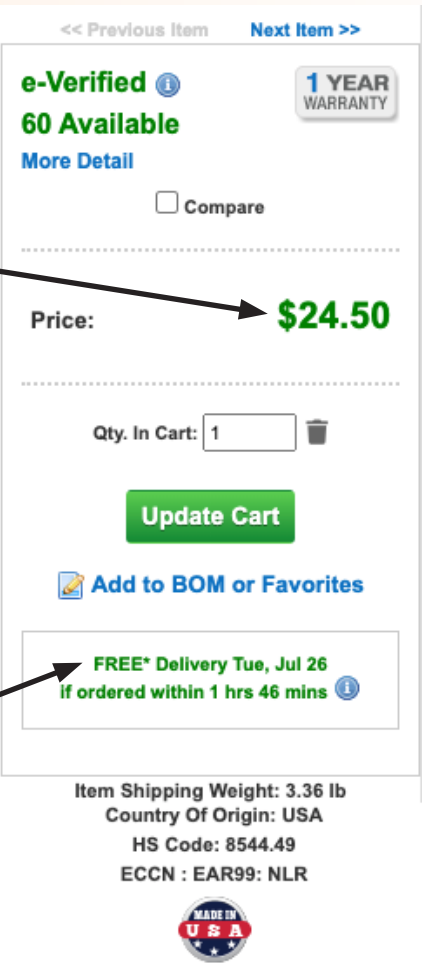 << Previous Item Next Item >>
e-Verified
1 YEAR
WARRANTY
60 Available
More Detail
Compare
Price: $24.50
Qty. In Cart: 1
Update Cart
Add to BOM or Favorites
FREE* Delivery Tue, Jul 26
if ordered within 1 hrs 46 mins
Item Shipping Weight: 3.36 lb
Country Of Origin: USA
HS Code: 8544.49
ECCN : EAR99: NLR
MADE IN
USA